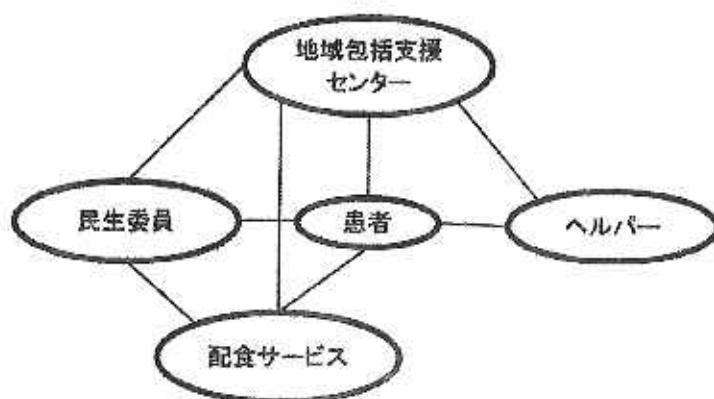 地域包括支援
センター
民生委員
患者
ヘルパー
配食サービス